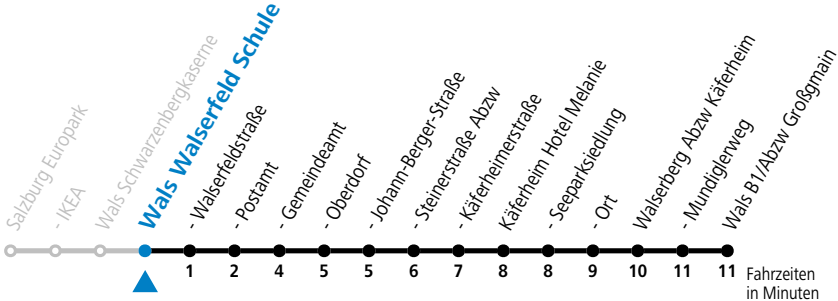 Salzburg Europark
- IKEA
Wals Schwarzenbergkaserne
Wals Walserfeld Schule
- Walserfeldstraße
- Postamt
- Gemeindeamt
- Oberdorf
- Johann-Berger-Straße
- Steinerstraße Abzw
- Käferheimerstraße
Käferheim Hotel Melanie
- Seeparksiedlung
- Ort
Walserberg Abzw Käferheim
- Mundiglerweg
Wals B1/Abzw Großgmain
1 2 4 5 5 6 7 8 8 9 10 11 11 Fahrzeiten
in Minuten